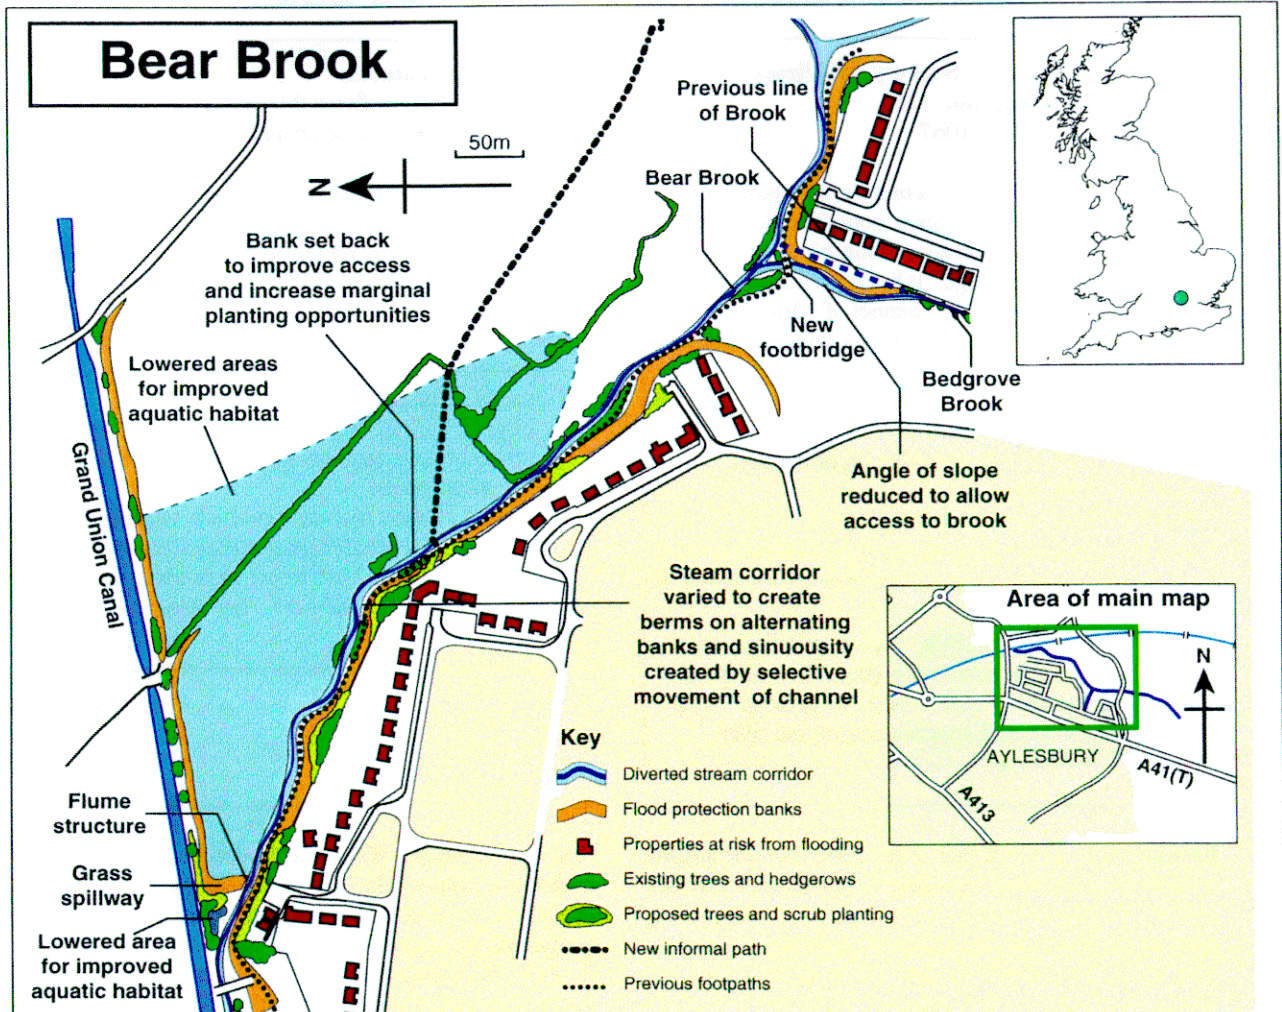 Bear Brook
50m
N
Previous line
of Brook
Bear Brook
Bank set back
to improve access
and increase marginal
planting opportunities
Lowered areas
for improved
aquatic habitat
New
footbridge
Bedgrove
Brook
Grand Union Canal
Angle of slope
reduced to allow
access to brook
Steam corridor
varied to create
berms on alternating
banks and sinuousity
created by selective
movement of channel
Area of main map
N
AYLESBURY
A41(T)
A413
Flume
structure
Grass
spillway
Lowered area
for improved
aquatic habitat
Key
Diverted stream corridor
Flood protection banks
Properties at risk from flooding
Existing trees and hedgerows
Proposed trees and scrub planting
New informal path
Previous footpaths